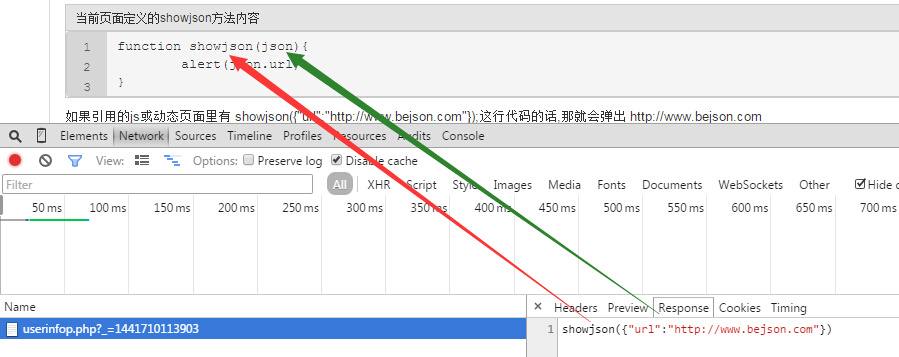 当前页面定义的showjson方法内容
1 function showjson(json){
2 alert(json.url)
3 }
如果引用的js或动态页面里有 showjson({"url":"http://www.bejson.com"});这行代码的话,那就会弹出 http://www.bejson.com
Elements Network Sources Timeline Profiles Resources Audits Console
View: Options: Preserve log Disable cache
Filter All XHR Script Style Images Media Fonts Documents WebSockets Other Hide
50 ms 100 ms 150 ms 200 ms 250 ms 300 ms 350 ms 400 ms 450 ms 500 ms 550 ms 600 ms 650 ms 700 ms
Name × Headers Preview Response Cookies Timing
userinfop.php?_=1441710113903 1 showjson({"url":"http://www.bejson.com"})